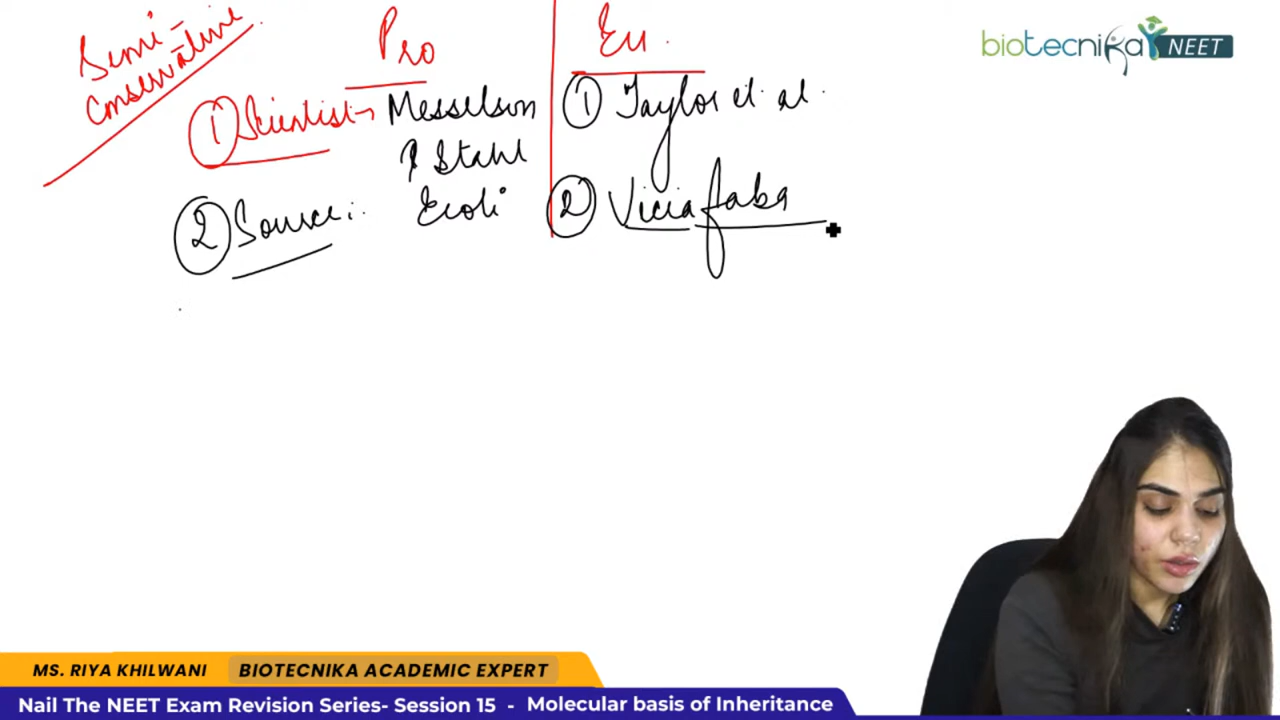 biotecnika NEET
Semi-
conservative
Pro
Eu.
① Scientist → Messelson
& Stahl
① Taylor et. al.
② Source: Ecoli
② Vicia faba
MS. RIYA KHILWANI BIOTECNIKA ACADEMIC EXPERT
Nail The NEET Exam Revision Series- Session 15 - Molecular basis of Inheritance